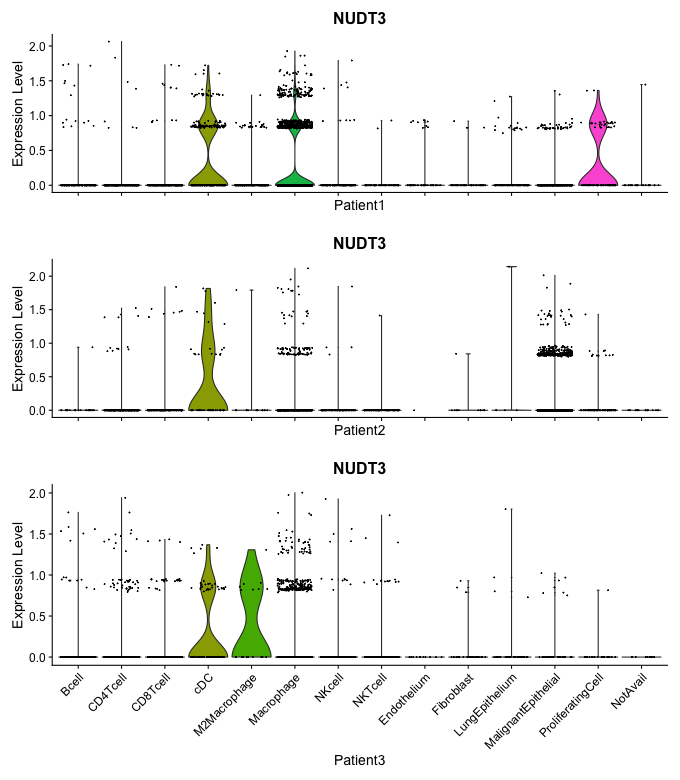 NUDT3
Expression Level
2.0
1.5
1.0
0.5
0.0
Patient1
NUDT3
Expression Level
2.0
1.5
1.0
0.5
0.0
Patient2
NUDT3
Expression Level
2.0
1.5
1.0
0.5
0.0
Bcell
CD4Tcell
CD8Tcell
cDC
M2Macrophage
Macrophage
NKcell
NKTcell
Endothelium
Fibroblast
LungEpithelium
MalignantEpithelial
ProliferatingCell
NotAvail
Patient3